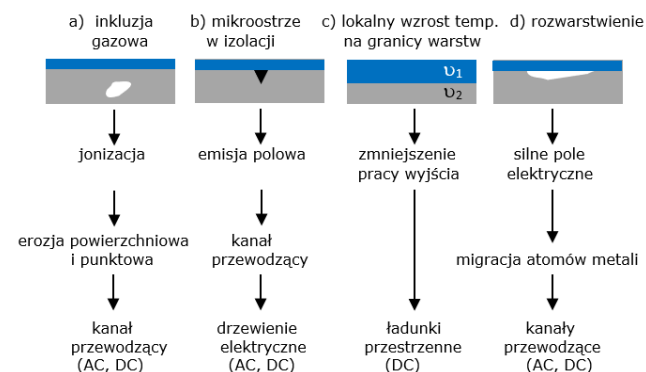 a) inkluzja
gazowa
b) mikroostrze
w izolacji
c) lokalny wzrost temp.
na granicy warstw
d) rozwarstwienie
υ1
υ2
jonizacja
emisja polowa
zmniejszenie
pracy wyjścia
silne pole
elektryczne
erozja powierzchniowa
i punktowa
kanał
przewodzący
migracja atomów metali
kanał
przewodzący
(AC, DC)
drzewienie
elektryczne
(AC, DC)
ładunki
przestrzenne
(DC)
kanały
przewodzące
(AC, DC)